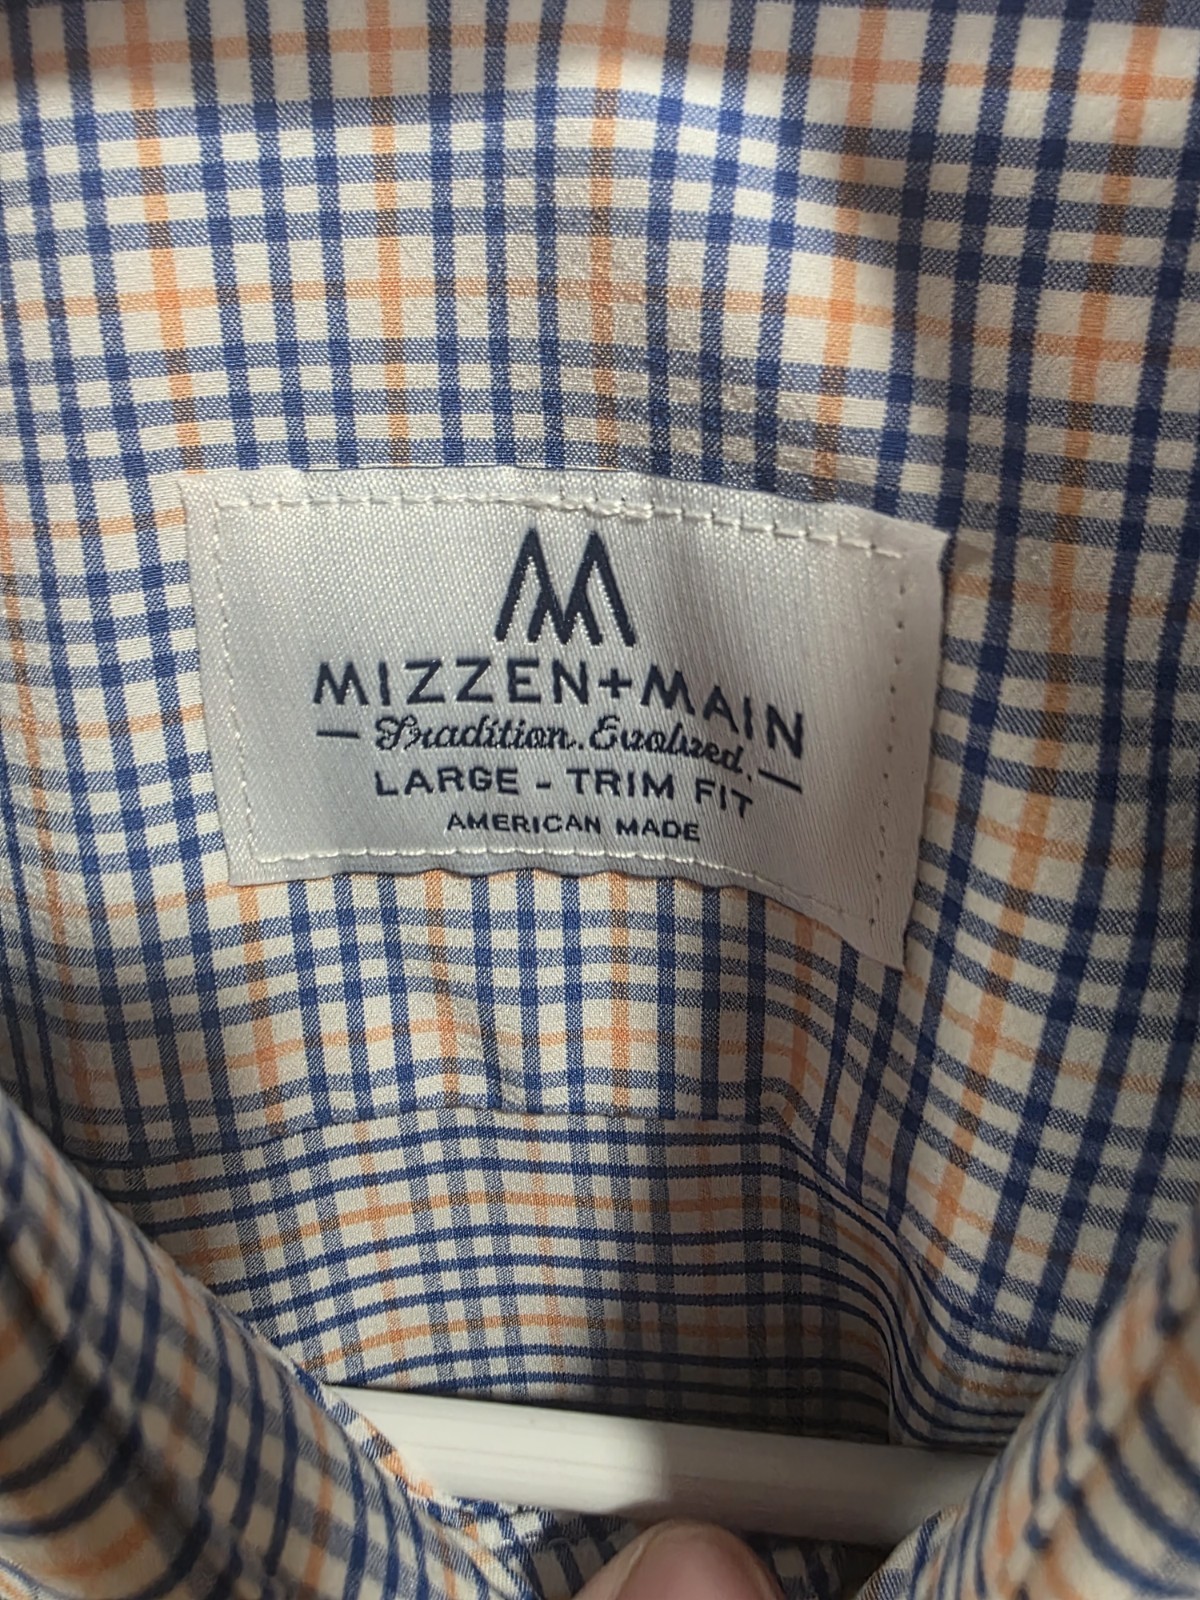 MIZZEN+MAIN
Tradition. Evolved.
LARGE - TRIM FIT
AMERICAN MADE